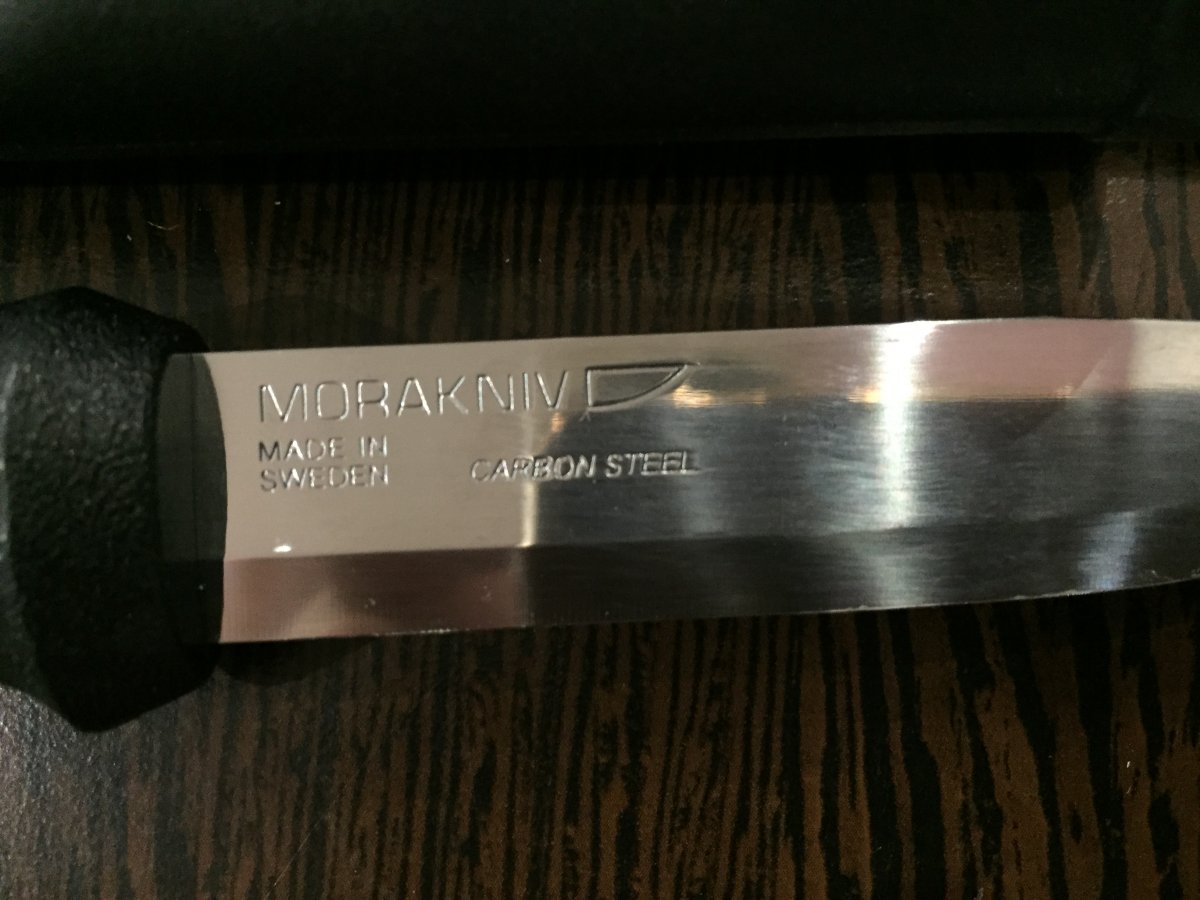 MORAKNIV
MADE IN
SWEDEN
CARBON STEEL